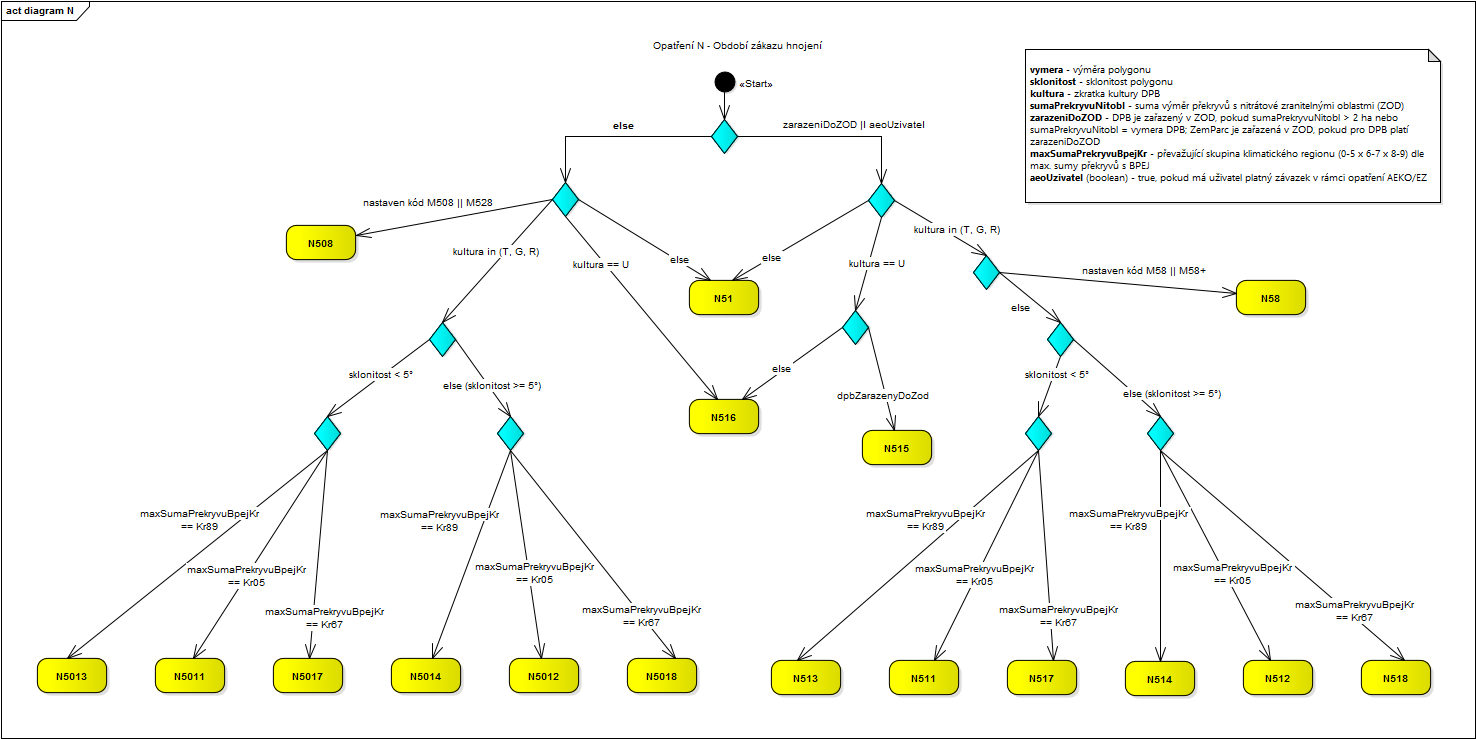 act diagram N
Opatření N - Období zákazu hnojení
«Start»
vymera - výměra polygonu
sklonitost - sklonitost polygonu
kultura - zkratka kultury DPB
sumaPrekryvuNitobl - suma výměr překryvů s nitrátové zranitelnými oblastmi (ZOD)
zarazeniDoZOD - DPB je zařazený v ZOD, pokud sumaPrekryvuNitobl > 2 ha nebo
sumaPrekryvuNitobl = vymera DPB; ZemParc je zařazená v ZOD, pokud pro DPB platí
zarazeniDoZOD
maxSumaPrekryvuBpejKr - převažující skupina klimatického regionu (0-5 x 6-7 x 8-9) dle
max. sumy překryvů s BPEJ
aeoUzivatel (boolean) - true, pokud má uživatel platný závazek v rámci opatření AEKO/EZ
else
zarazeniDoZOD || aeoUzivatel
nastaven kód M508 || M528
N508
kultura in (T, G, R)
kultura == U
else
else
kultura == U
kultura in (T, G, R)
nastaven kód M58 || M58+
N51
N58
else
else
dpbZarazenyDoZod
N516
N515
sklonitost < 5°
else (sklonitost >= 5°)
sklonitost < 5°
else (sklonitost >= 5°)
maxSumaPrekryvuBpejKr
== Kr89
maxSumaPrekryvuBpejKr
== Kr05
maxSumaPrekryvuBpejKr
== Kr67
maxSumaPrekryvuBpejKr
== Kr89
maxSumaPrekryvuBpejKr
== Kr05
maxSumaPrekryvuBpejKr
== Kr67
maxSumaPrekryvuBpejKr
== Kr89
maxSumaPrekryvuBpejKr
== Kr05
maxSumaPrekryvuBpejKr
== Kr67
maxSumaPrekryvuBpejKr
== Kr89
maxSumaPrekryvuBpejKr
== Kr05
maxSumaPrekryvuBpejKr
== Kr67
N5013
N5011
N5017
N5014
N5012
N5018
N513
N511
N517
N514
N512
N518